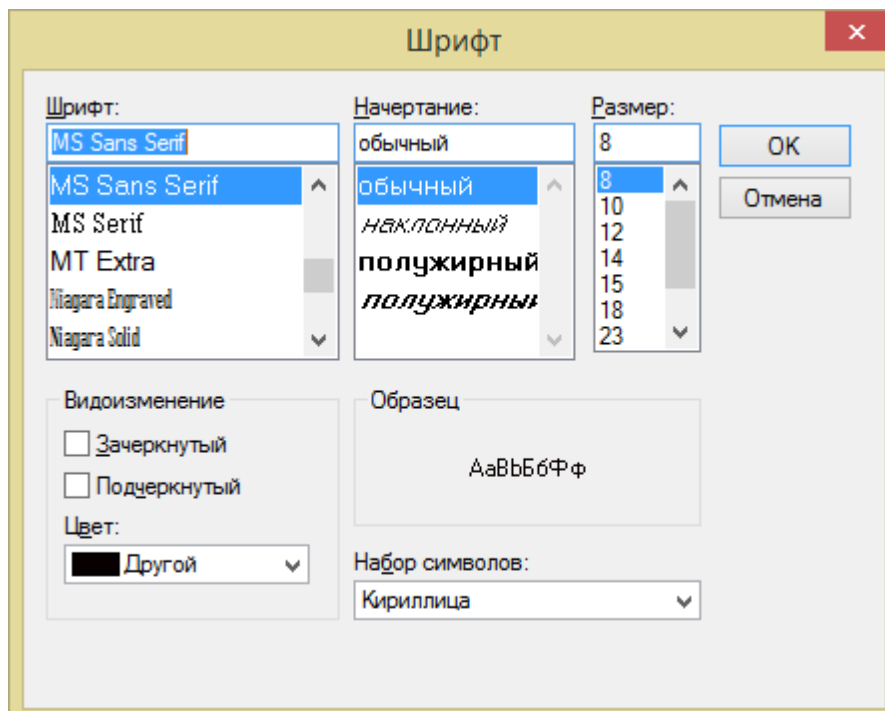 Шрифт
Шрифт:
MS Sans Serif
MS Sans Serif
MS Serif
MT Extra
Niagara Engraved
Niagara Solid
Начертание:
обычный
обычный
наклонный
полужирный
полужирны
Размер:
8
8
10
12
14
15
18
23
OK
Отмена
Видоизменение
Зачеркнутый
Подчеркнутый
Цвет:
Другой
Образец
АаВbБбФф
Набор символов:
Кириллица